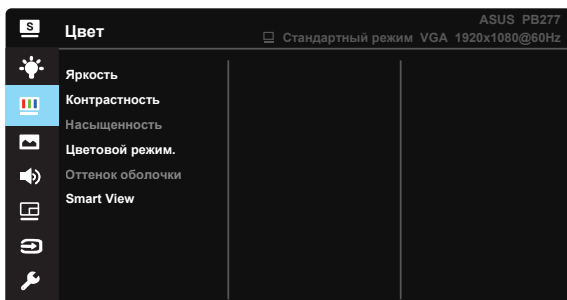 S
Цвет
ASUS PB277
Стандартный режим VGA 1920x1080@60Hz
Яркость
Контрастность
Насыщенность
Цветовой режим.
Оттенок оболочки
Smart View